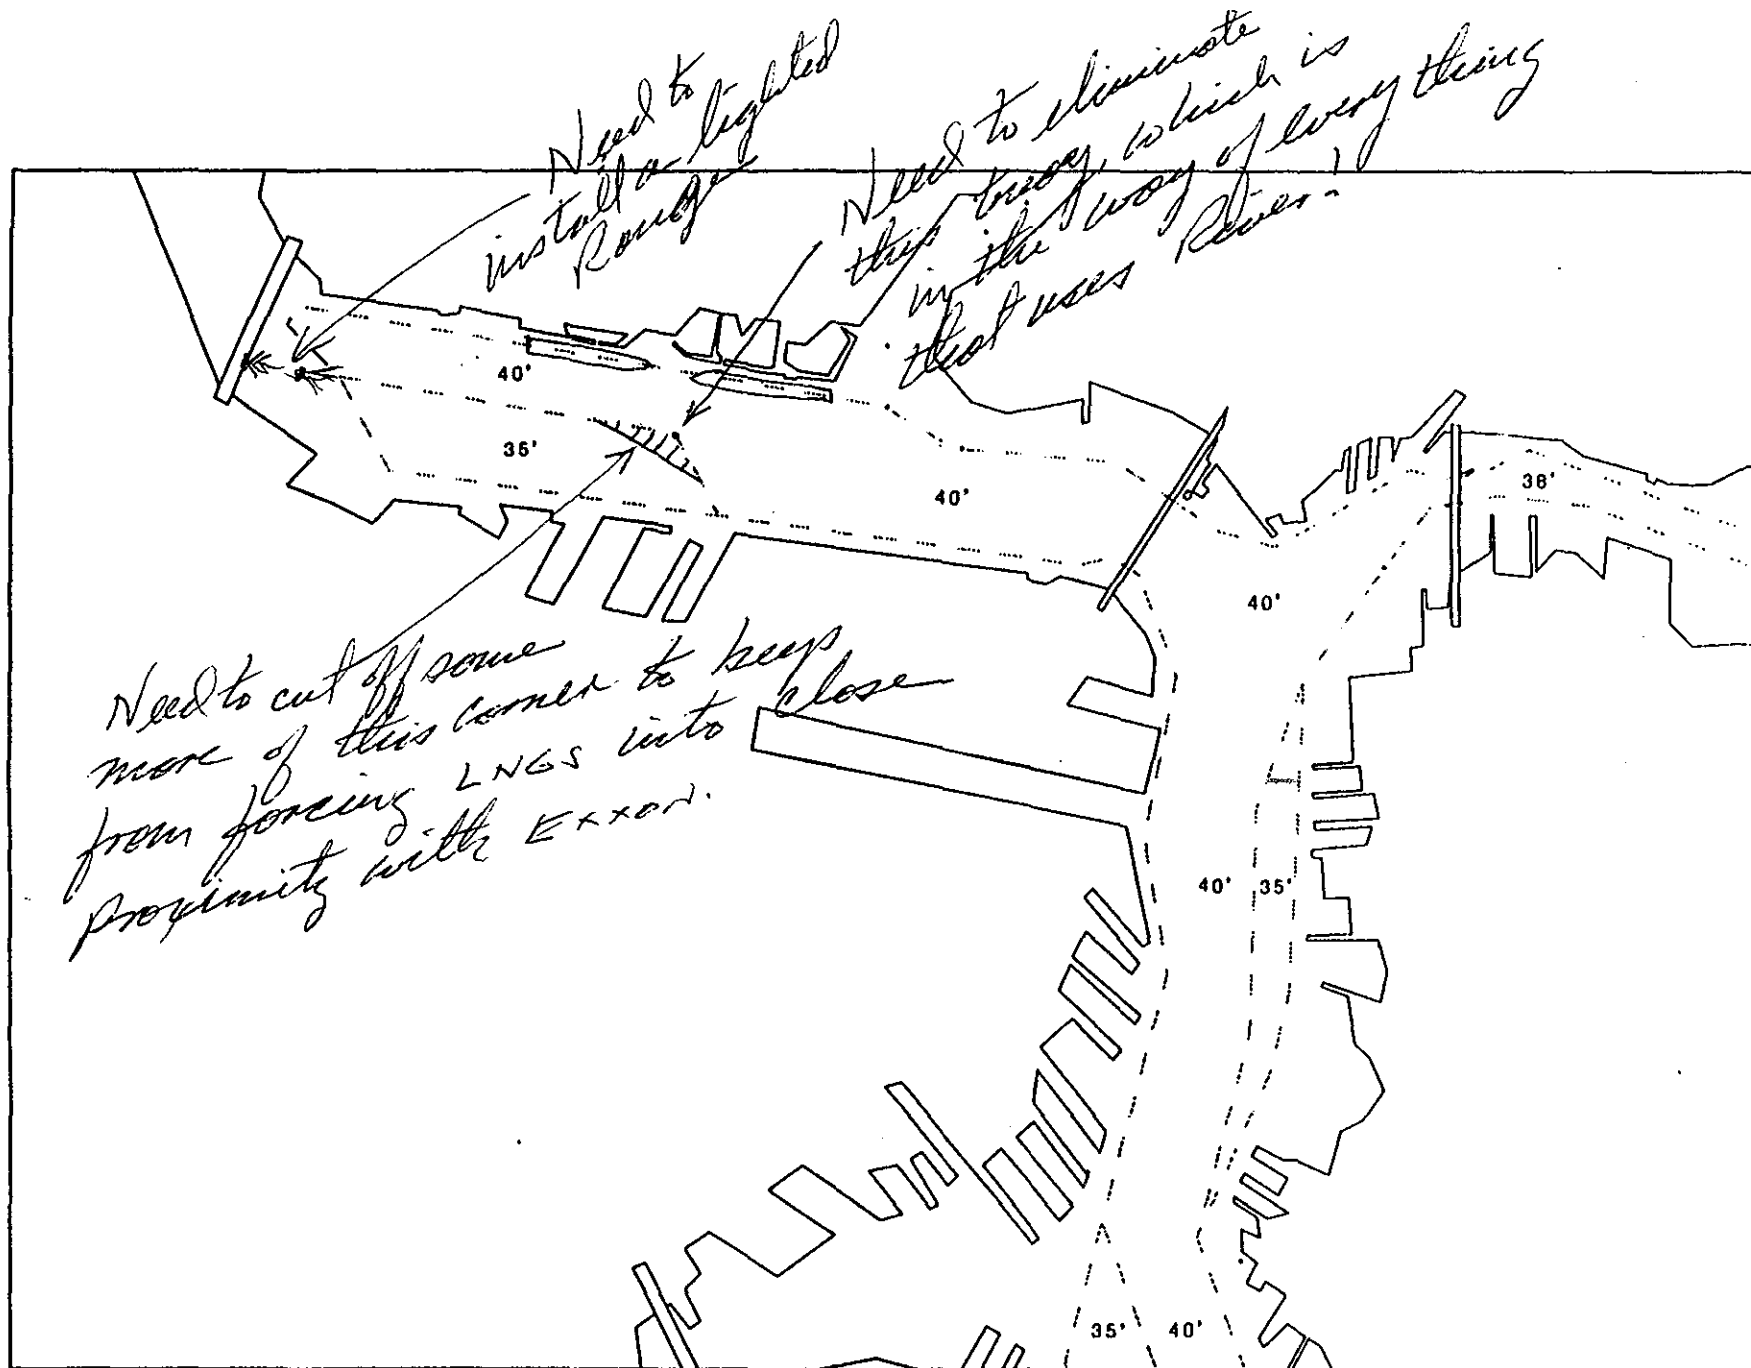 Need to
install a lighted
Range
Need to eliminate
this buoy, which is
in the way of every thing
that uses River!
40'
35'
40'
38'
40'
Need to cut off some
more of this corner to keep
from forcing LNGS into close
proximity with EXXON.
40'
35'
35'
40'